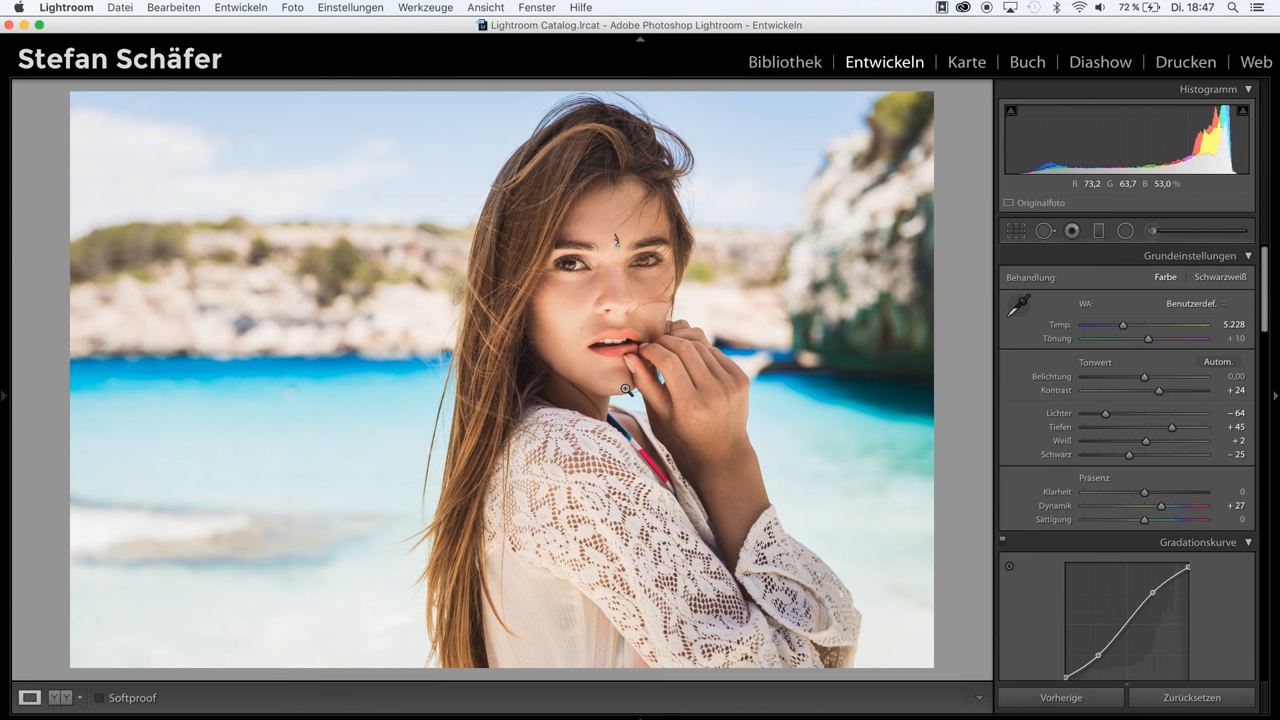 Lightroom Datei Bearbeiten Entwickeln Foto Einstellungen Werkzeuge Ansicht Fenster Hilfe 72 % Di. 18:47
Lightroom Catalog.lrcat - Adobe Photoshop Lightroom - Entwickeln
Stefan Schäfer
Bibliothek | Entwickeln | Karte | Buch | Diashow | Drucken | Web
Histogramm
R 73,2 G 63,7 B 53,0 %
Originalfoto
Grundeinstellungen
Behandlung: Farbe | Schwarzweiß
WA: Benutzerdef.
Temp. 5.228
Tönung + 10
Tonwert Autom.
Belichtung 0,00
Kontrast + 24
Lichter − 64
Tiefen + 45
Weiß + 2
Schwarz − 25
Präsenz
Klarheit 0
Dynamik + 27
Sättigung 0
Gradationskurve
YY Softproof
Vorherige Zurücksetzen